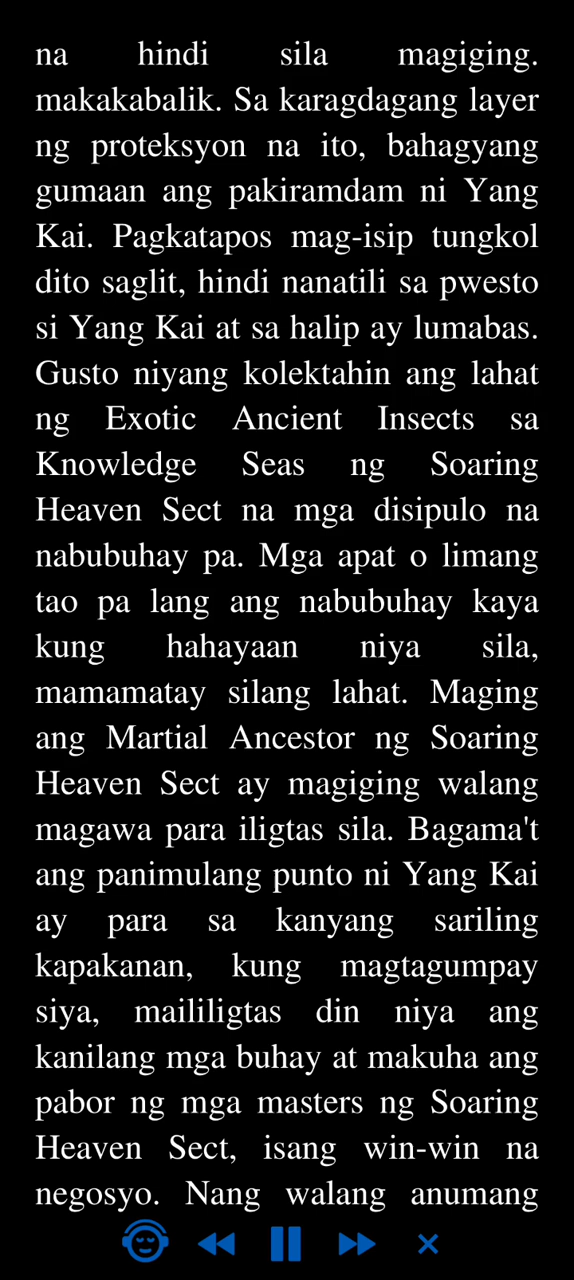 na hindi sila magiging.
makakabalik. Sa karagdagang layer
ng proteksyon na ito, bahagyang
gumaan ang pakiramdam ni Yang
Kai. Pagkatapos mag-isip tungkol
dito saglit, hindi nanatili sa pwesto
si Yang Kai at sa halip ay lumabas.
Gusto niyang kolektahin ang lahat
ng Exotic Ancient Insects sa
Knowledge Seas ng Soaring
Heaven Sect na mga disipulo na
nabubuhay pa. Mga apat o limang
tao pa lang ang nabubuhay kaya
kung hahayaan niya sila,
mamamatay silang lahat. Maging
ang Martial Ancestor ng Soaring
Heaven Sect ay magiging walang
magawa para iligtas sila. Bagama't
ang panimulang punto ni Yang Kai
ay para sa kanyang sariling
kapakanan, kung magtagumpay
siya, maililigtas din niya ang
kanilang mga buhay at makuha ang
pabor ng mga masters ng Soaring
Heaven Sect, isang win-win na
negosyo. Nang walang anumang